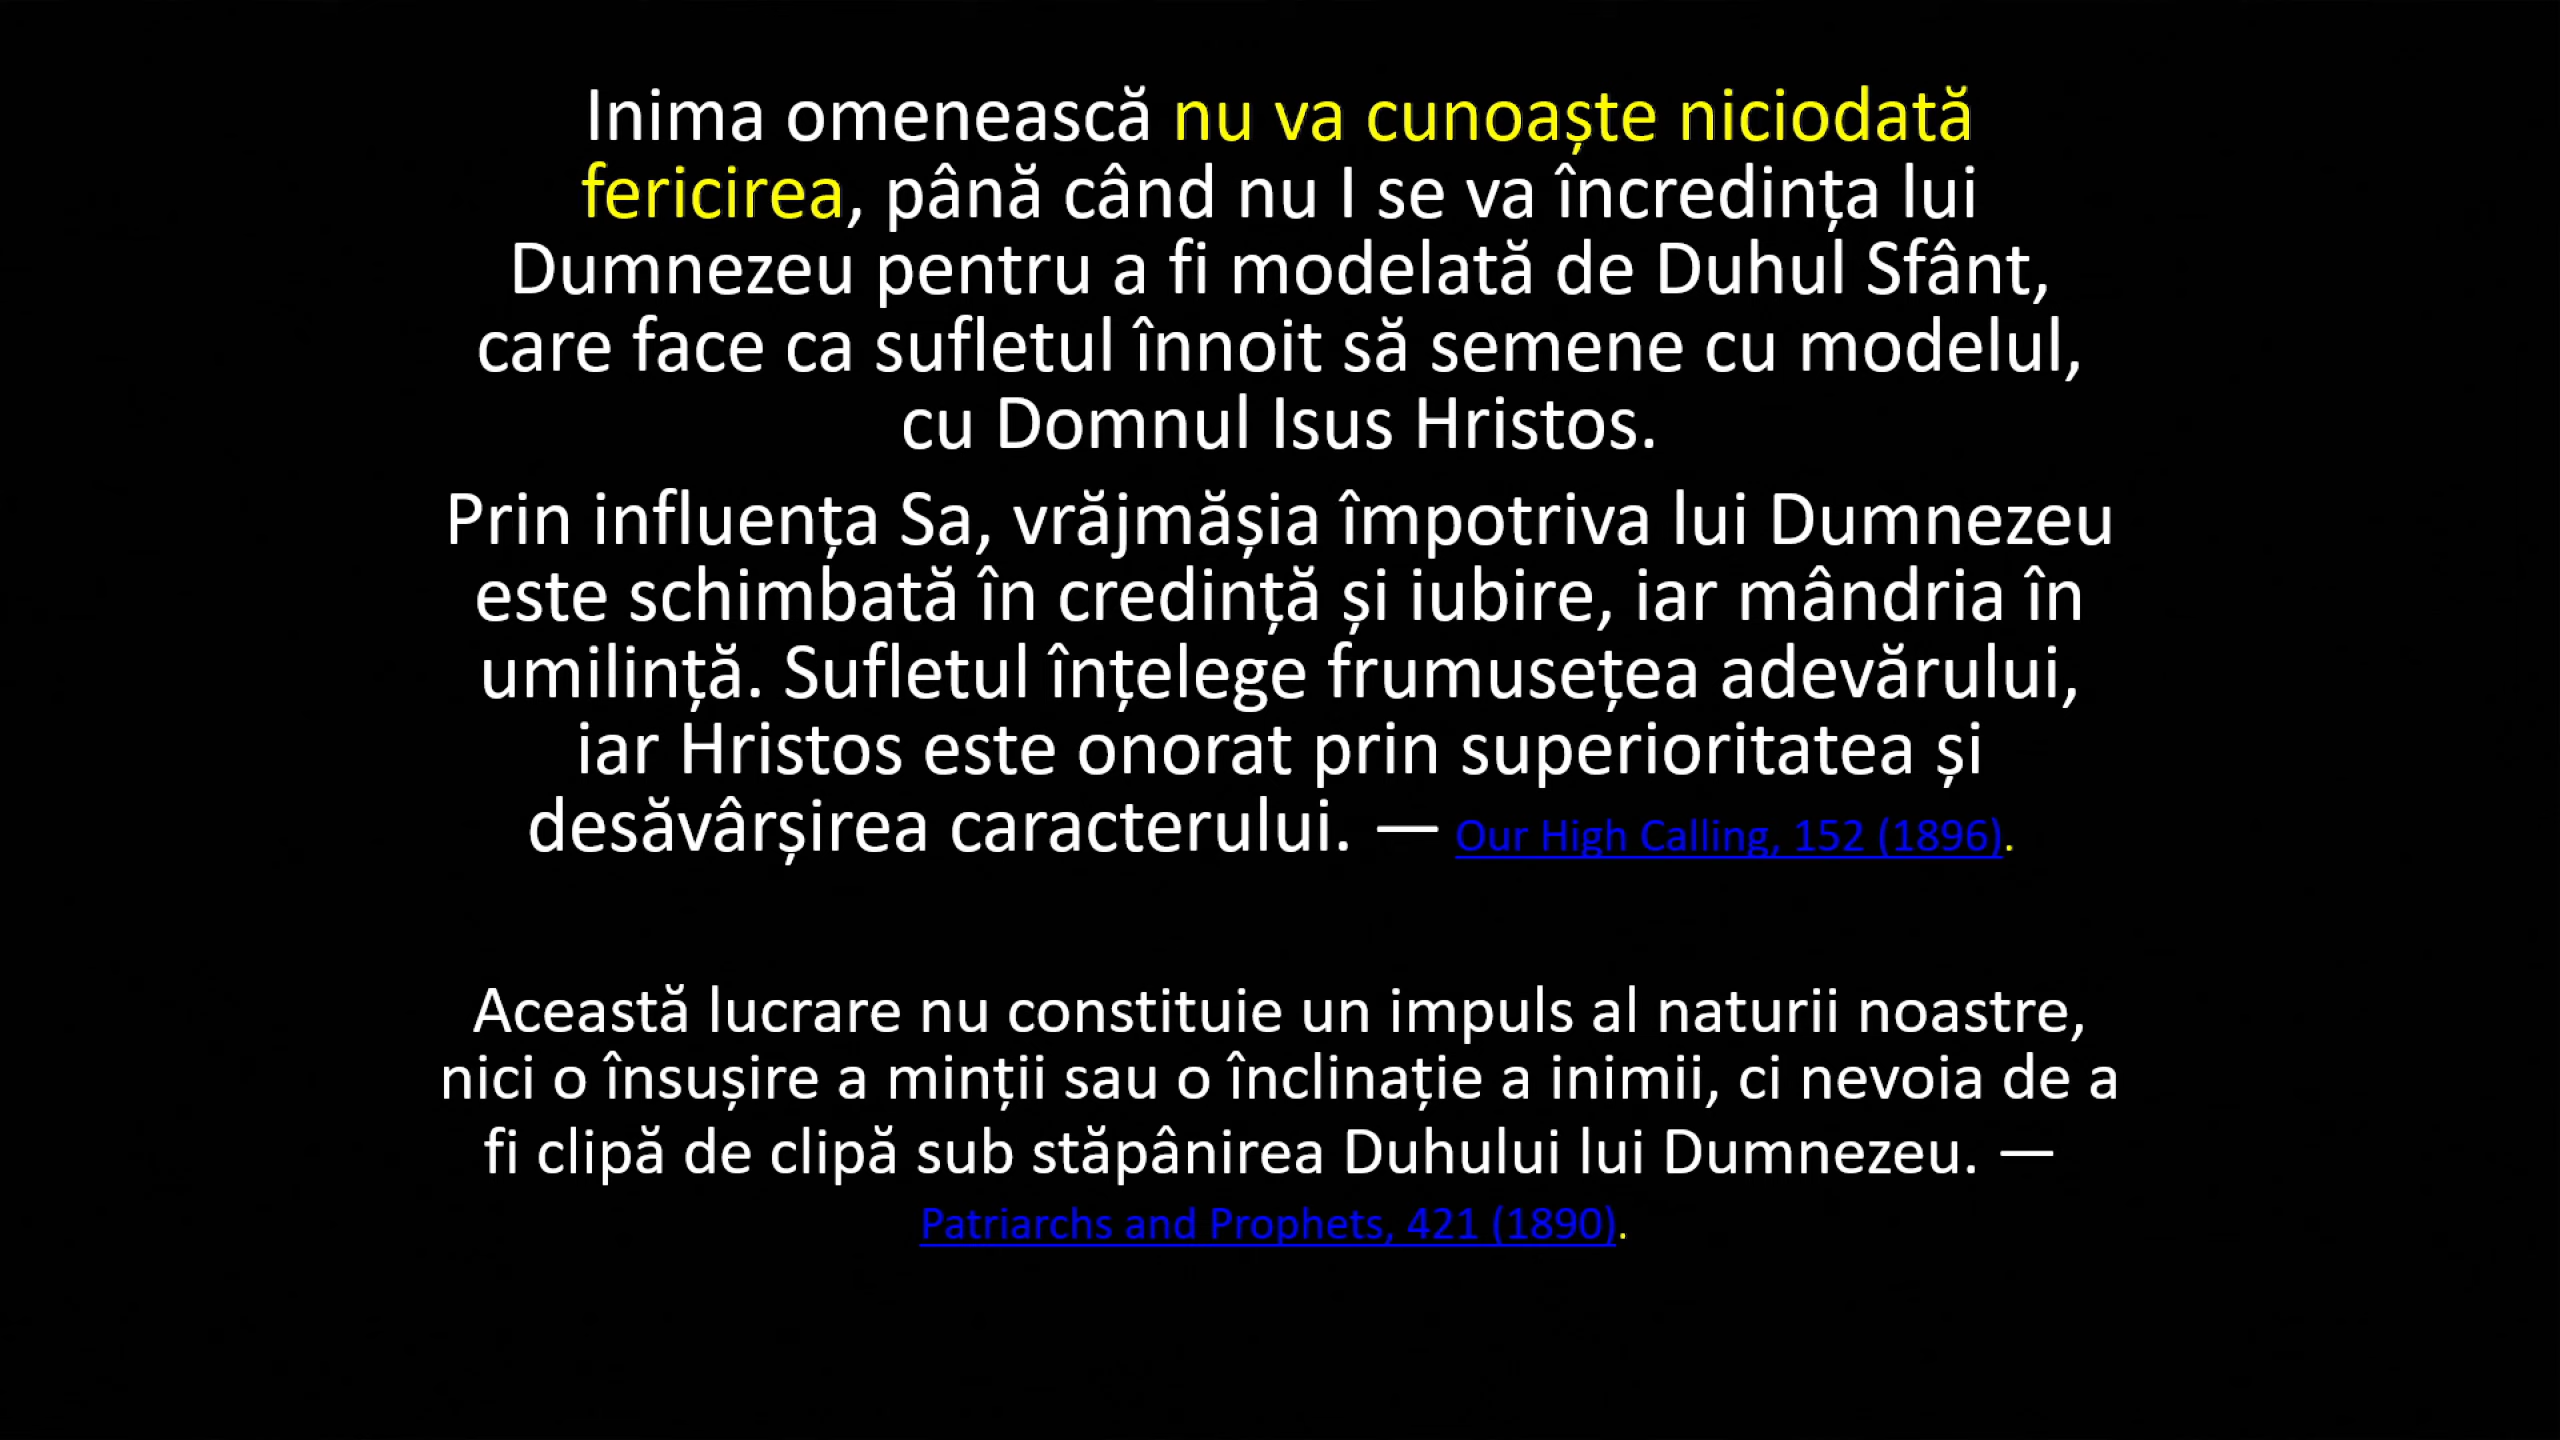 Inima omenească nu va cunoaște niciodată
fericirea, până când nu I se va încredința lui
Dumnezeu pentru a fi modelată de Duhul Sfânt,
care face ca sufletul înnoit să semene cu modelul,
cu Domnul Isus Hristos.
Prin influența Sa, vrăjmășia împotriva lui Dumnezeu
este schimbată în credință și iubire, iar mândria în
umilință. Sufletul înțelege frumusețea adevărului,
iar Hristos este onorat prin superioritatea și
desăvârșirea caracterului. — Our High Calling, 152 (1896).
Această lucrare nu constituie un impuls al naturii noastre,
nici o însușire a minții sau o înclinație a inimii, ci nevoia de a
fi clipă de clipă sub stăpânirea Duhului lui Dumnezeu. —
Patriarchs and Prophets, 421 (1890).